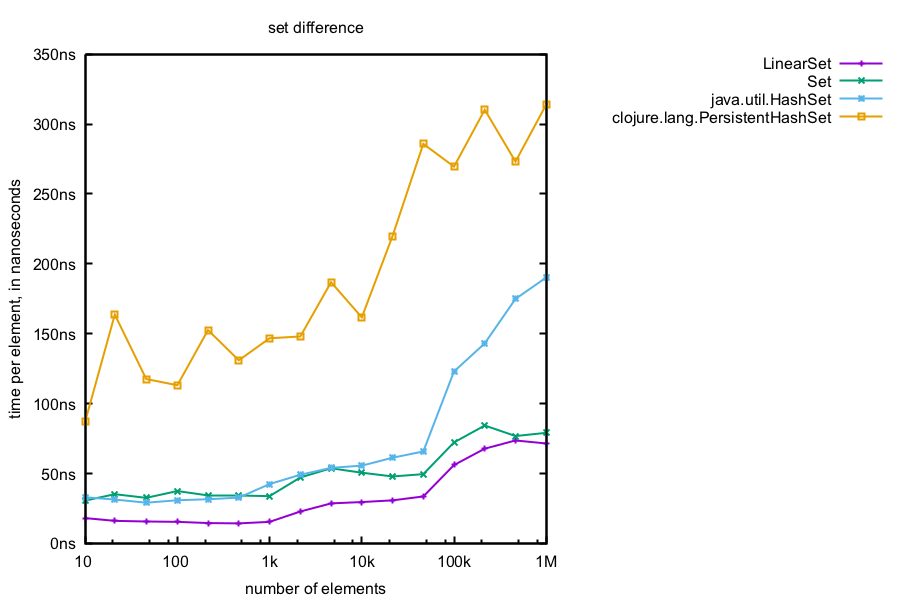 set difference
350ns
300ns
250ns
200ns
150ns
100ns
50ns
0ns
time per element, in nanoseconds
10 100 1k 10k 100k 1M
number of elements
LinearSet
Set
java.util.HashSet
clojure.lang.PersistentHashSet